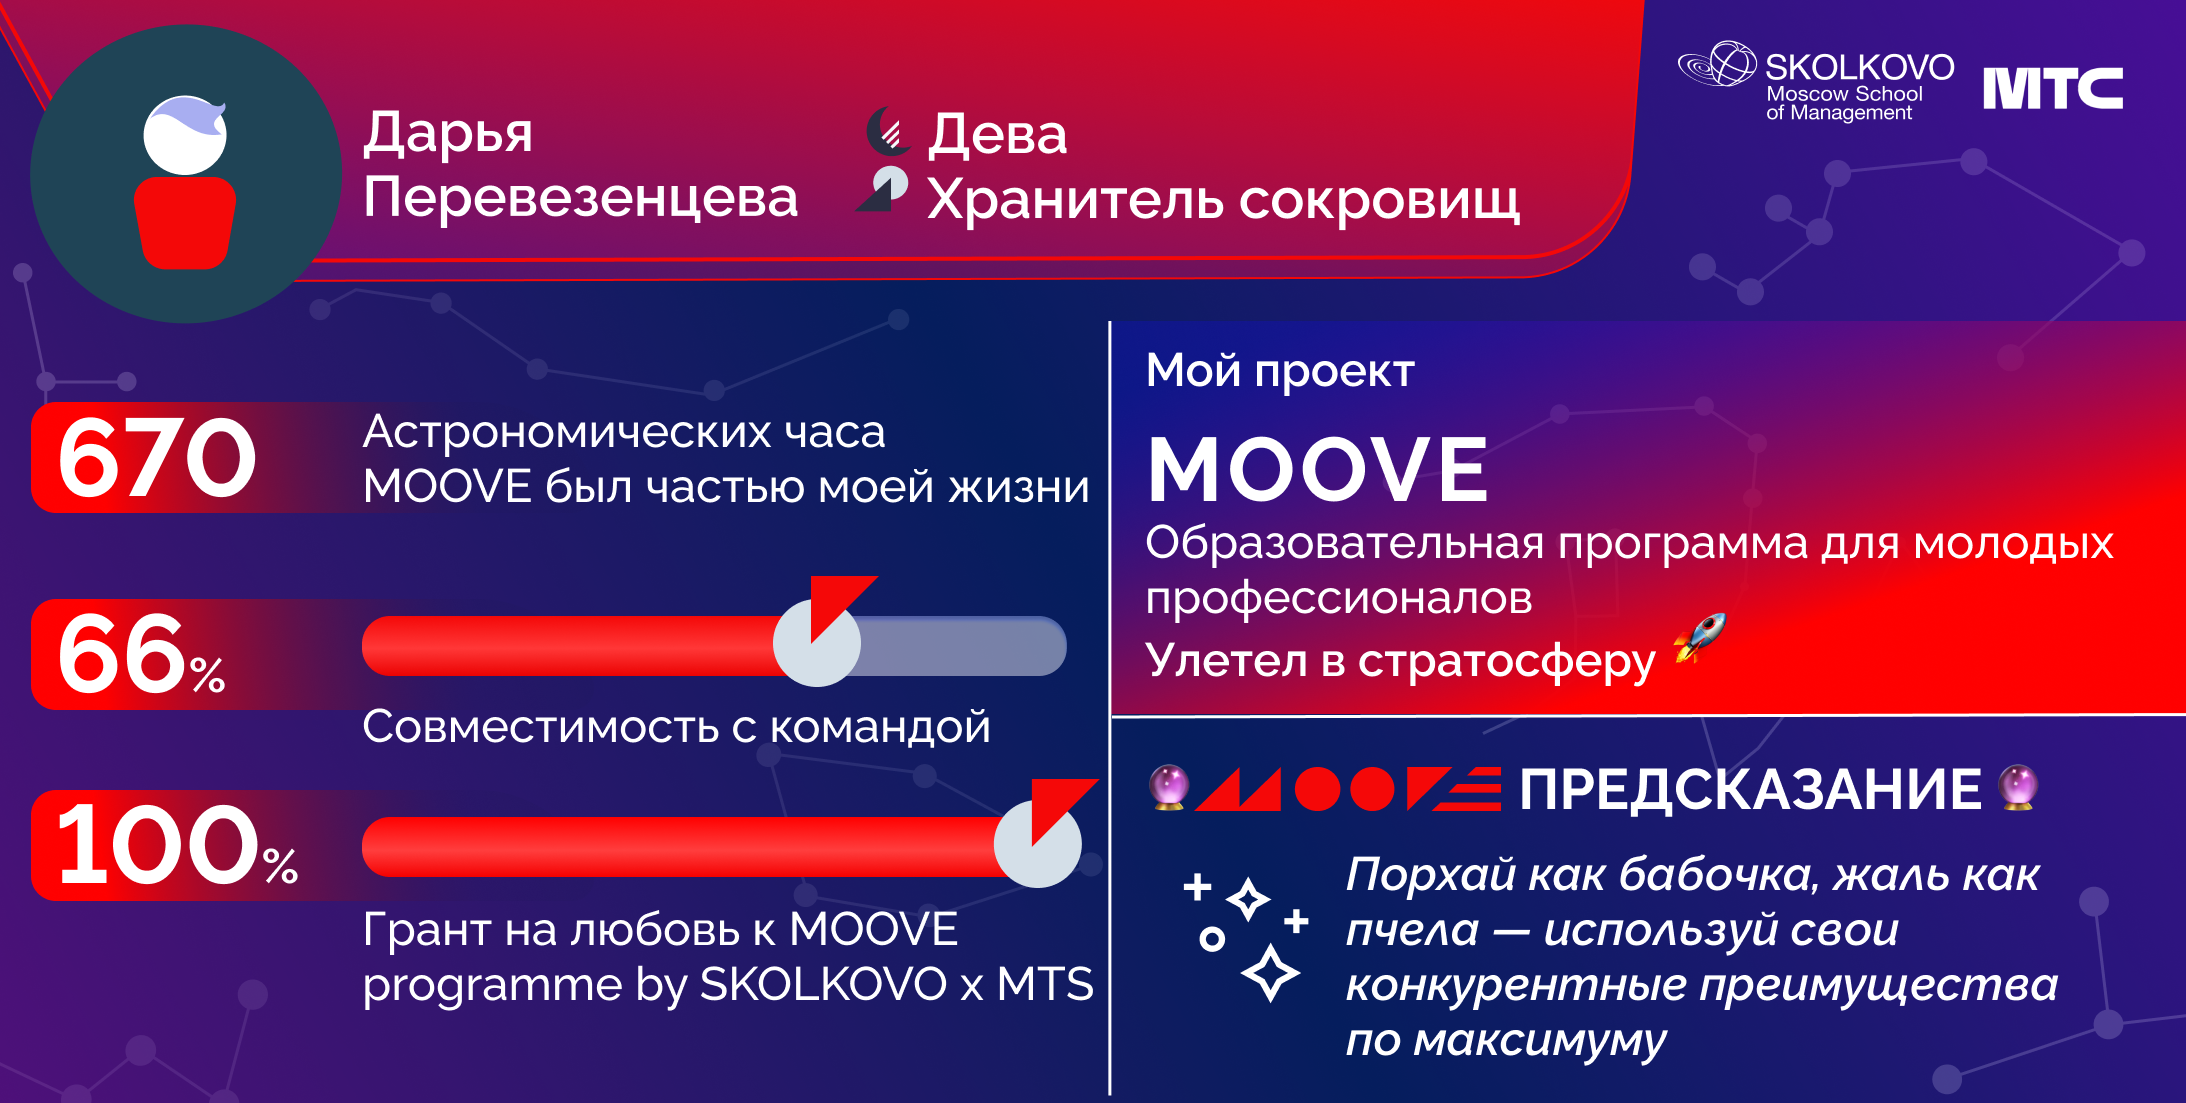 Дарья
Перевезенцева
Дева
Хранитель сокровищ
SKOLKOVO
Moscow School
of Management
МТС
670
Астрономических часа
MOOVE был частью моей жизни
66%
Совместимость с командой
100%
Грант на любовь к MOOVE
programme by SKOLKOVO x MTS
Мой проект
MOOVE
Образовательная программа для молодых
профессионалов
Улетел в стратосферу
MOOVE ПРЕДСКАЗАНИЕ
Порхай как бабочка, жаль как
пчела — используй свои
конкурентные преимущества
по максимуму